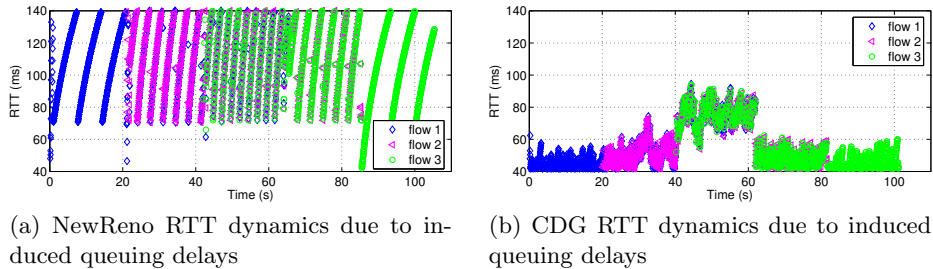 140
120
100
80
60
40
RTT (ms)
0
20
40
60
80
100
Time (s)
flow 1
flow 2
flow 3
(a) NewReno RTT dynamics due to in-
duced queuing delays
140
120
100
80
60
40
RTT (ms)
0
20
40
60
80
100
Time (s)
flow 1
flow 2
flow 3
(b) CDG RTT dynamics due to induced
queuing delays